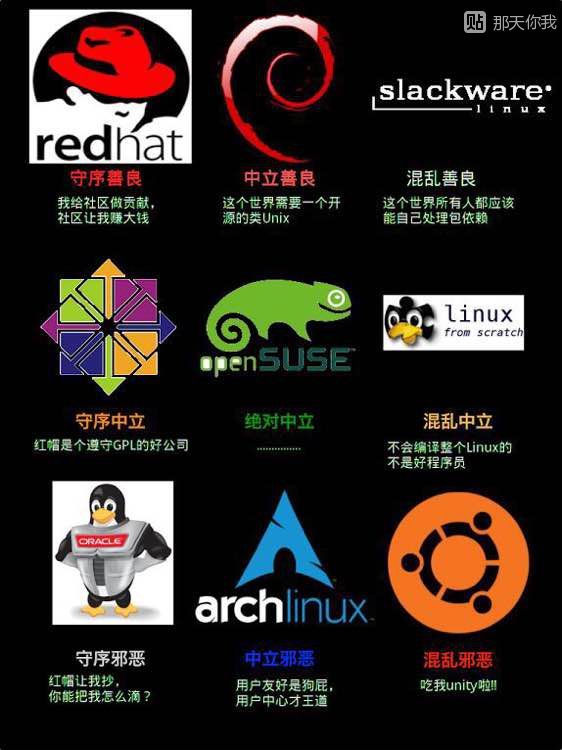 贴 那天你我
redhat
slackware
linux
守序善良
中立善良
混乱善良
我给社区做贡献，
社区让我赚大钱
这个世界需要一个开
源的类Unix
这个世界所有人都应该
能自己处理包依赖
openSUSE
linux
from scratch
守序中立
绝对中立
混乱中立
红帽是个遵守GPL的好公司
...............
不会编译整个Linux的
不是好程序员
ORACLE
archlinux
守序邪恶
中立邪恶
混乱邪恶
红帽让我抄，
你能把我怎么滴？
用户友好是狗屁，
用户中心才王道
吃我unity啦!!